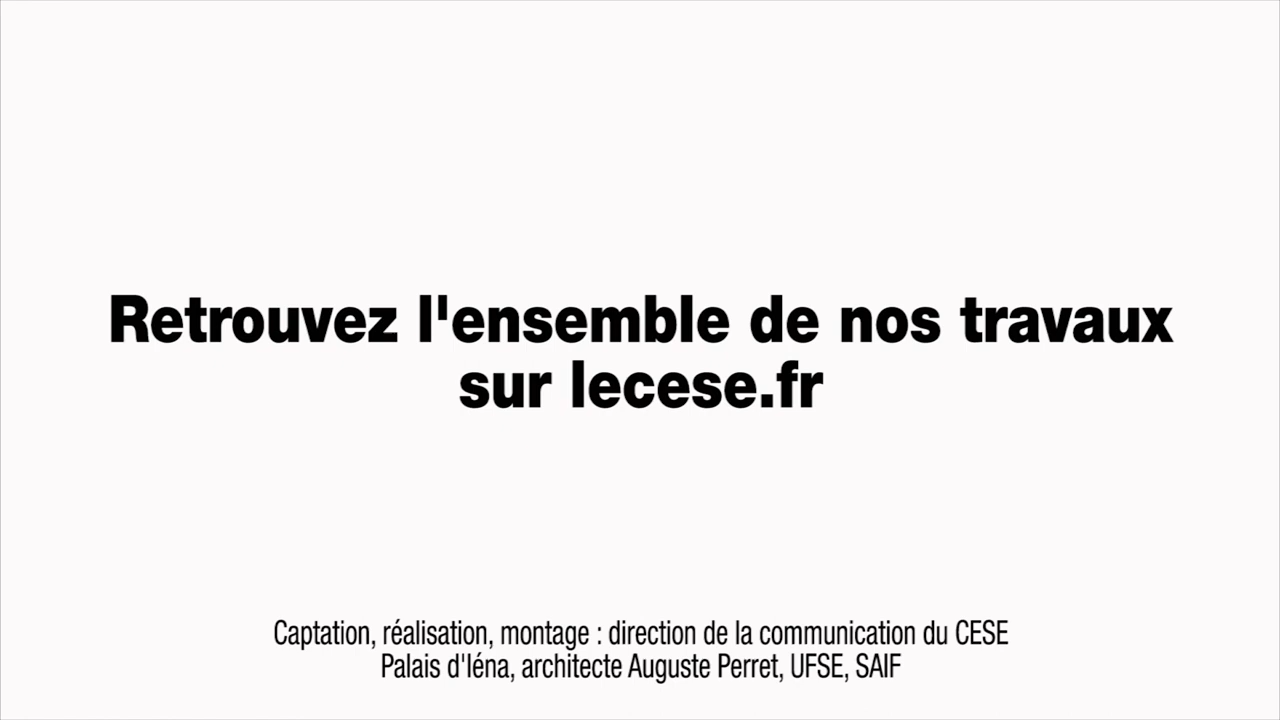 Retrouvez l'ensemble de nos travaux
sur lecese.fr
Captation, réalisation, montage : direction de la communication du CESE
Palais d'Iéna, architecte Auguste Perret, UFSE, SAIF